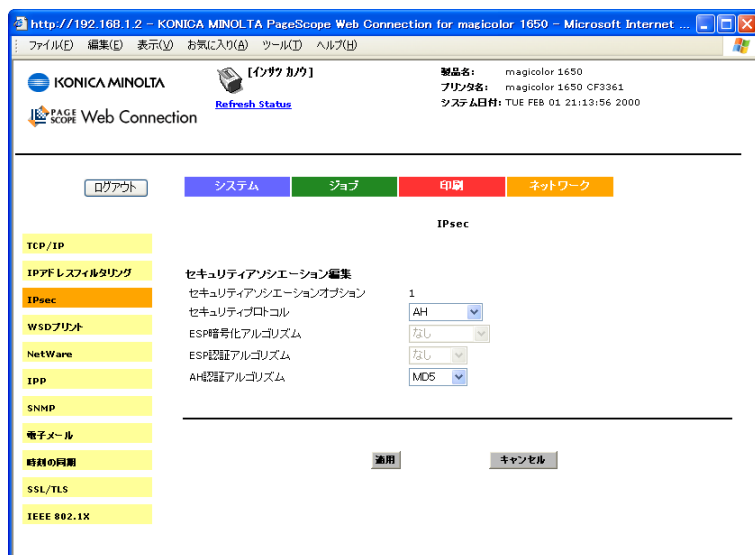 http://192.168.1.2 - KONICA MINOLTA PageScope Web Connection for magicolor 1650 - Microsoft Internet ...
ファイル(F) 編集(E) 表示(V) お気に入り(A) ツール(T) ヘルプ(H)
KONICA MINOLTA
PAGE SCOPE Web Connection
[インサツ カノウ]
Refresh Status
製品名: magicolor 1650
プリンタ名: magicolor 1650 CF3361
システム日付: TUE FEB 01 21:13:56 2000
ログアウト
システム ジョブ 印刷 ネットワーク
IPsec
TCP/IP
IPアドレスフィルタリング
IPsec
WSDプリント
NetWare
IPP
SNMP
電子メール
時刻の同期
SSL/TLS
IEEE 802.1X
セキュリティアソシエーション編集
セキュリティアソシエーションオプション 1
セキュリティプロトコル AH
ESP暗号化アルゴリズム なし
ESP認証アルゴリズム なし
AH認証アルゴリズム MD5
適用 キャンセル